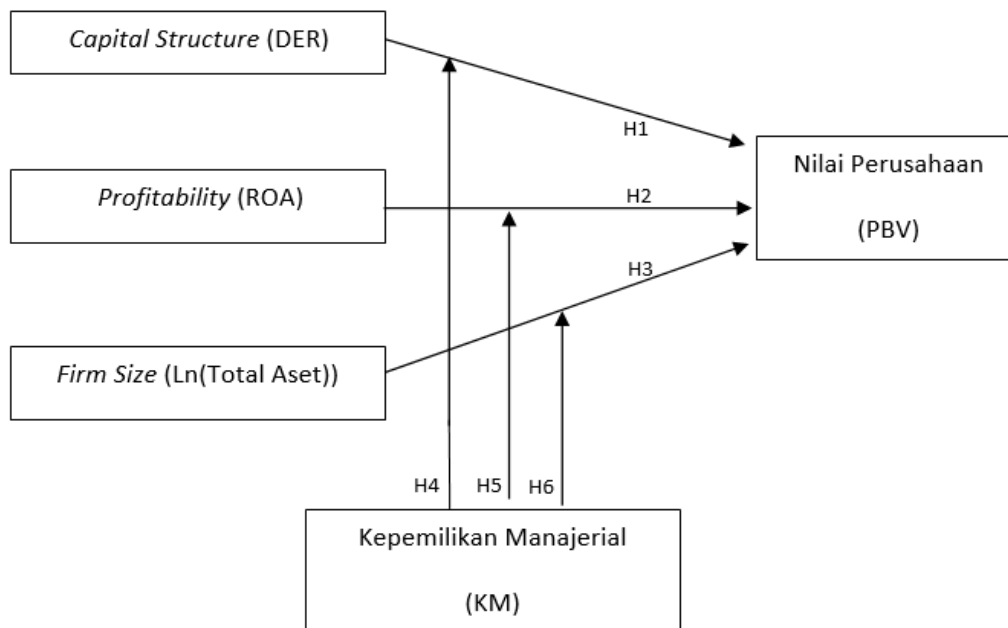 Capital Structure (DER)
H1
Nilai Perusahaan
(PBV)
Profitability (ROA)
H2
H3
Firm Size (Ln(Total Aset))
H4
H5
H6
Kepemilikan Manajerial
(KM)